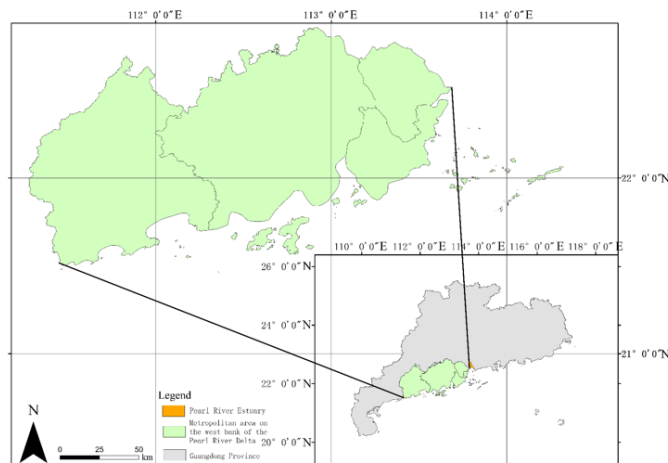 112° 0′0″E 113° 0′0″E 114° 0′0″E
22° 0′0″N
110° 0′0″E 112° 0′0″E 114° 0′0″E 116° 0′0″E 118° 0′0″E
26° 0′0″N
24° 0′0″N
21° 0′0″N
22° 0′0″N
20° 0′0″N
Legend
Pearl River Estuary
Metropolitan area on
the west bank of the
Pearl River Delta
Guangdong Province
N
0 25 50
km